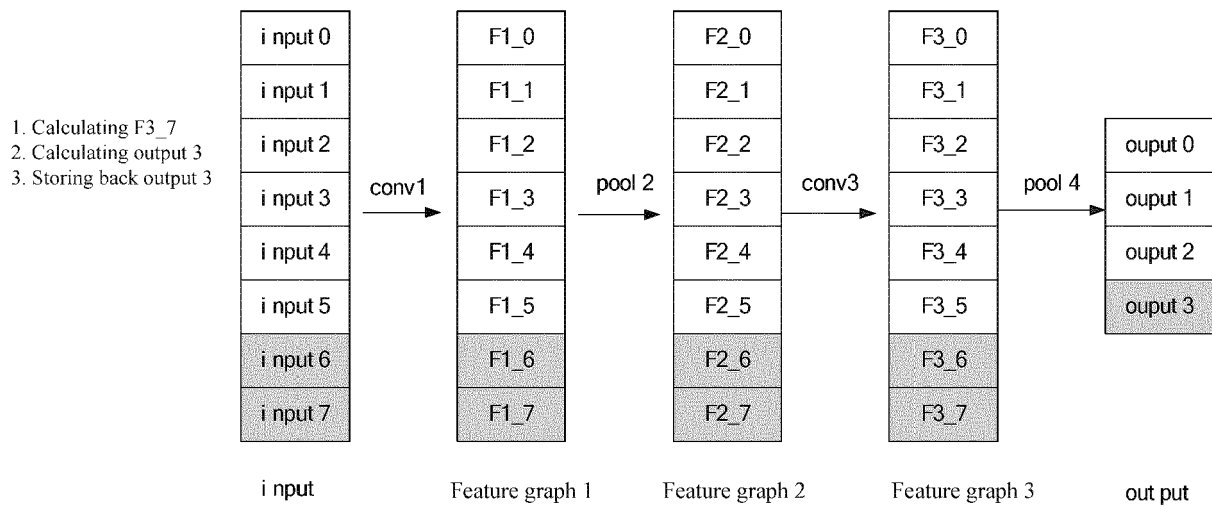 1. Calculating F3_7
2. Calculating output 3
3. Storing back output 3
i nput 0
i nput 1
i nput 2
i nput 3
i nput 4
i nput 5
i nput 6
i nput 7
i nput
conv1
F1_0
F1_1
F1_2
F1_3
F1_4
F1_5
F1_6
F1_7
Feature graph 1
pool 2
F2_0
F2_1
F2_2
F2_3
F2_4
F2_5
F2_6
F2_7
Feature graph 2
conv3
F3_0
F3_1
F3_2
F3_3
F3_4
F3_5
F3_6
F3_7
Feature graph 3
pool 4
ouput 0
ouput 1
ouput 2
ouput 3
out put